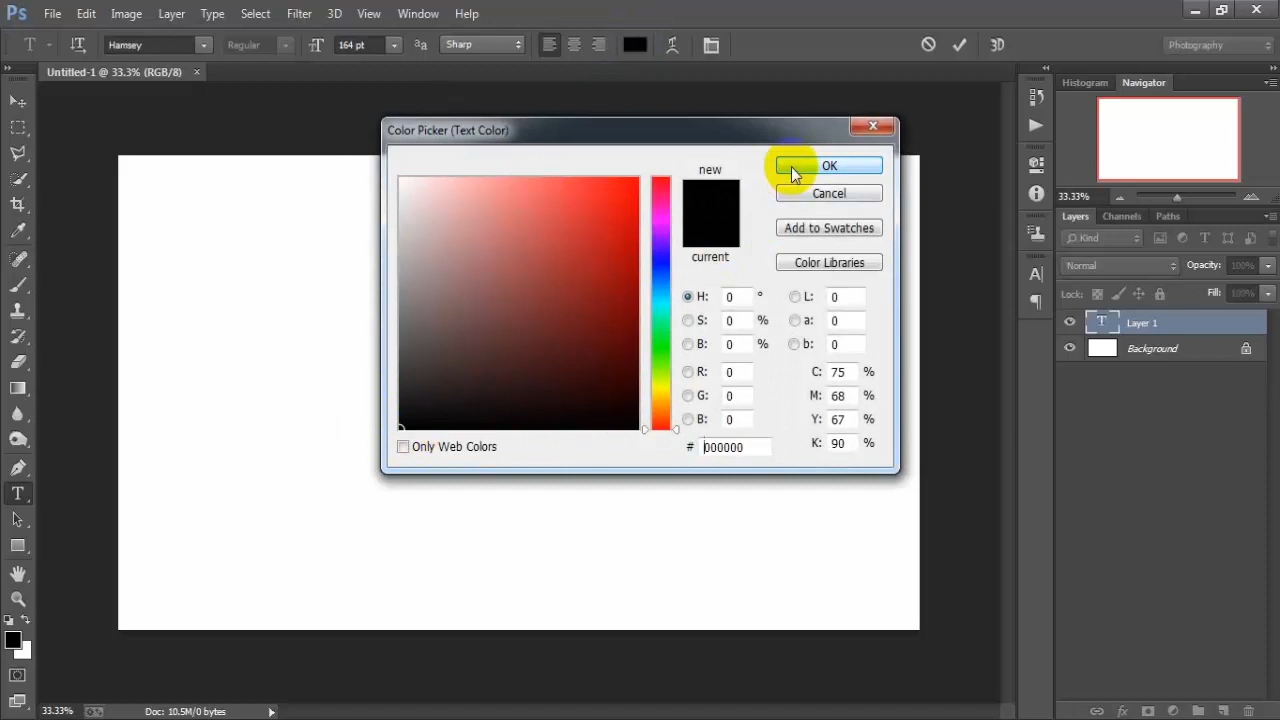 Ps File Edit Image Layer Type Select Filter 3D View Window Help
T Hamsey Regular 164 pt aa Sharp 3D Photography
Untitled-1 @ 33.3% (RGB/8) ×
Histogram Navigator
33.33%
Layers Channels Paths
Kind
Normal Opacity: 100%
Lock: Fill: 100%
T Layer 1
Background
Color Picker (Text Color)
new
current
OK
Cancel
Add to Swatches
Color Libraries
H: 0 ° L: 0
S: 0 % a: 0
B: 0 % b: 0
R: 0 C: 75 %
G: 0 M: 68 %
B: 0 Y: 67 %
# 000000 K: 90 %
Only Web Colors
33.33% Doc: 10.5M/0 bytes